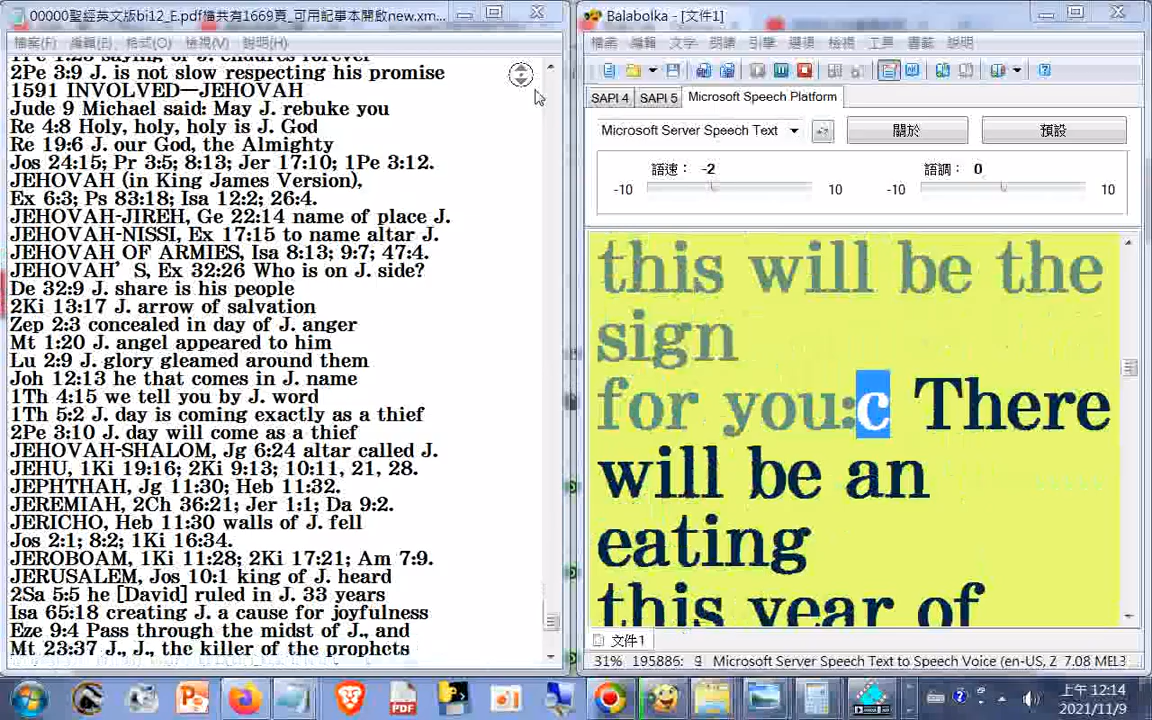 00000聖經英文版bi12_E.pdf檔共有1669頁_可用記事本開啟new.xm...
檔案(F) 編輯(E) 格式(O) 檢視(V) 說明(H)
2Pe 3:9 J. is not slow respecting his promise
1591 INVOLVED—JEHOVAH
Jude 9 Michael said: May J. rebuke you
Re 4:8 Holy, holy, holy is J. God
Re 19:6 J. our God, the Almighty
Jos 24:15; Pr 3:5; 8:13; Jer 17:10; 1Pe 3:12.
JEHOVAH (in King James Version),
Ex 6:3; Ps 83:18; Isa 12:2; 26:4.
JEHOVAH-JIREH, Ge 22:14 name of place J.
JEHOVAH-NISSI, Ex 17:15 to name altar J.
JEHOVAH OF ARMIES, Isa 8:13; 9:7; 47:4.
JEHOVAH’S, Ex 32:26 Who is on J. side?
De 32:9 J. share is his people
2Ki 13:17 J. arrow of salvation
Zep 2:3 concealed in day of J. anger
Mt 1:20 J. angel appeared to him
Lu 2:9 J. glory gleamed around them
Joh 12:13 he that comes in J. name
1Th 4:15 we tell you by J. word
1Th 5:2 J. day is coming exactly as a thief
2Pe 3:10 J. day will come as a thief
JEHOVAH-SHALOM, Jg 6:24 altar called J.
JEHU, 1Ki 19:16; 2Ki 9:13; 10:11, 21, 28.
JEPHTHAH, Jg 11:30; Heb 11:32.
JEREMIAH, 2Ch 36:21; Jer 1:1; Da 9:2.
JERICHO, Heb 11:30 walls of J. fell
Jos 2:1; 8:2; 1Ki 16:34.
JEROBOAM, 1Ki 11:28; 2Ki 17:21; Am 7:9.
JERUSALEM, Jos 10:1 king of J. heard
2Sa 5:5 he [David] ruled in J. 33 years
Isa 65:18 creating J. a cause for joyfulness
Eze 9:4 Pass through the midst of J., and
Mt 23:37 J., J., the killer of the prophets
Balabolka - [文件1]
檔案 編輯 文字 朗讀 引擎 選項 檢視 工具 書籤 說明
SAPI 4 SAPI 5 Microsoft Speech Platform
Microsoft Server Speech Text 關於 預設
語速： -2 語調： 0
-10 10 -10 10
this will be the
sign
for you:c There
will be an
eating
this year of
文件1
31% 195886: Microsoft Server Speech Text to Speech Voice (en-US, Z
PDF
上午 12:14
2021/11/9